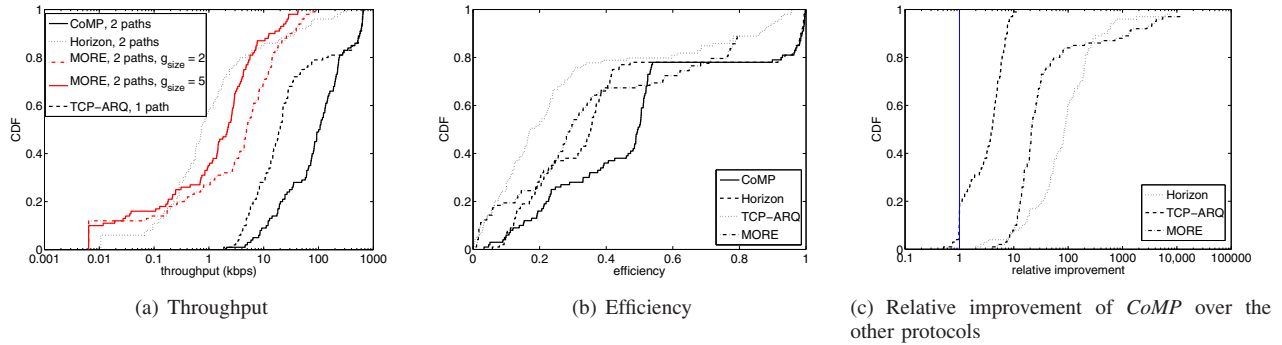 CoMP, 2 paths
Horizon, 2 paths
MORE, 2 paths, gsize = 2
MORE, 2 paths, gsize = 5
TCP−ARQ, 1 path
CDF
1
0.8
0.6
0.4
0.2
0
0.001 0.01 0.1 1 10 100 1000
throughput (kbps)
(a) Throughput
CDF
1
0.8
0.6
0.4
0.2
0
0 0.2 0.4 0.6 0.8 1
efficiency
CoMP
Horizon
TCP−ARQ
MORE
(b) Efficiency
CDF
1
0.8
0.6
0.4
0.2
0
0.1 1 10 100 1000 10,000 100,000
relative improvement
Horizon
TCP−ARQ
MORE
(c) Relative improvement of CoMP over the
other protocols